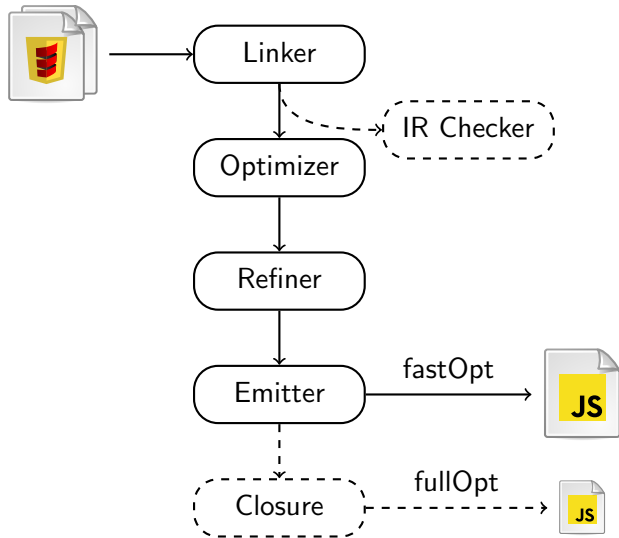 Linker
IR Checker
Optimizer
Refiner
fastOpt
Emitter
JS
fullOpt
Closure
JS